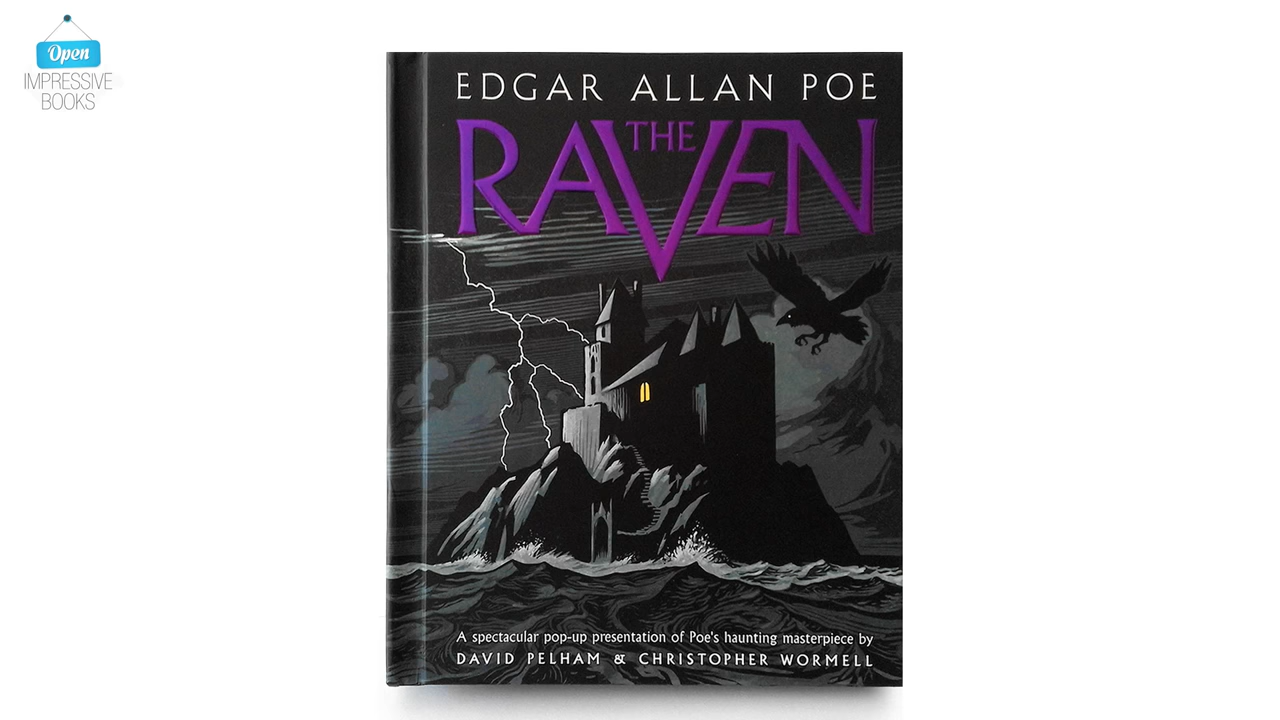 Open
IMPRESSIVE
BOOKS
EDGAR ALLAN POE
THE
RAVEN
A spectacular pop-up presentation of Poe's haunting masterpiece by
DAVID PELHAM & CHRISTOPHER WORMELL